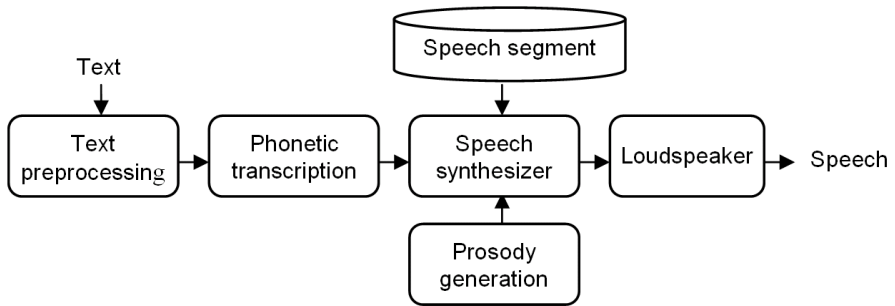 Speech segment
Text
Text
preprocessing
Phonetic
transcription
Speech
synthesizer
Loudspeaker
Speech
Prosody
generation